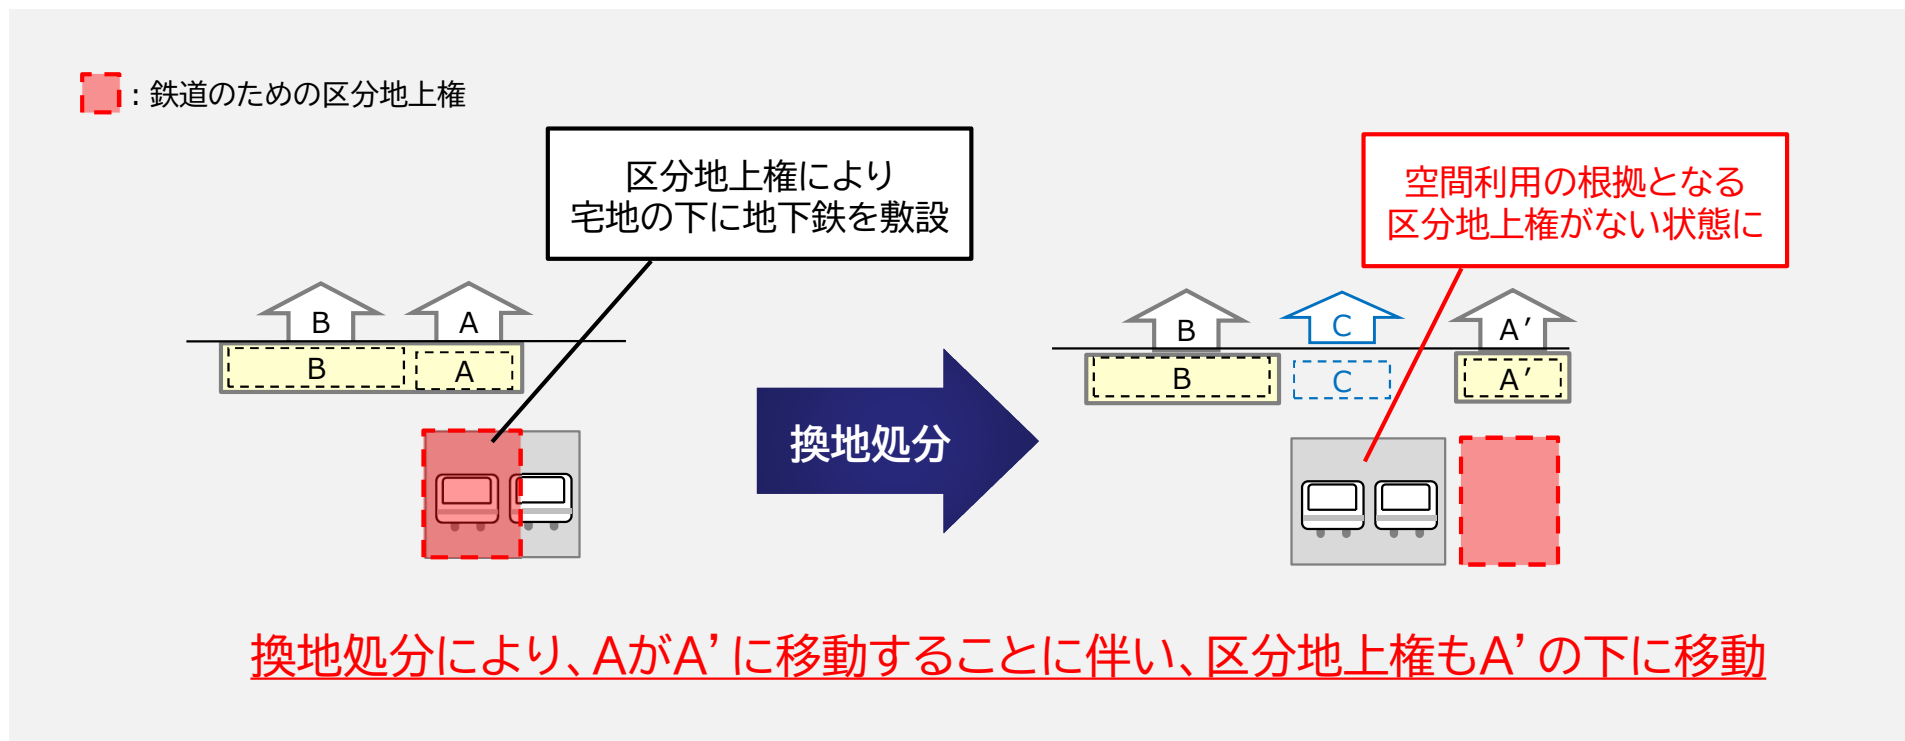 ：鉄道のための区分地上権
区分地上権により
宅地の下に地下鉄を敷設
空間利用の根拠となる
区分地上権がない状態に
B
A
B
A
換地処分
B
C
A’
B
C
A’
換地処分により、AがA’に移動することに伴い、区分地上権もA’の下に移動